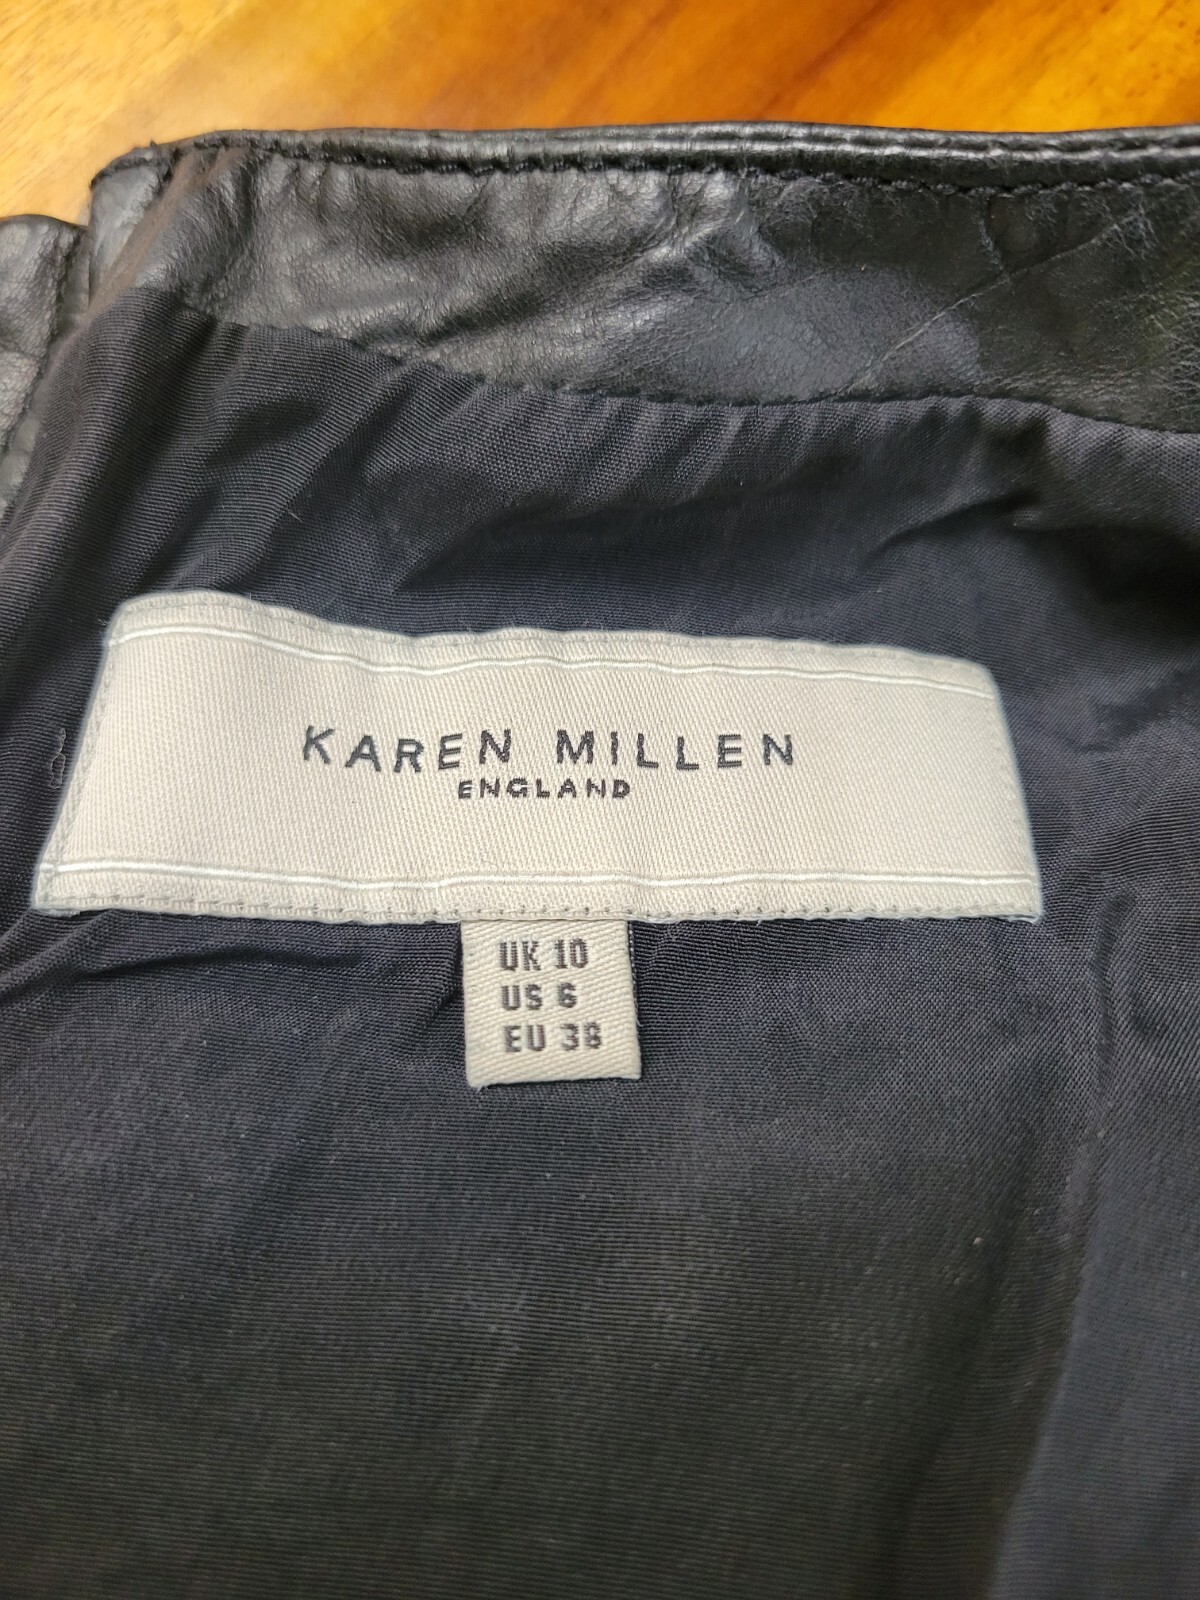 KAREN MILLEN
ENGLAND
UK 10
US 6
EU 38